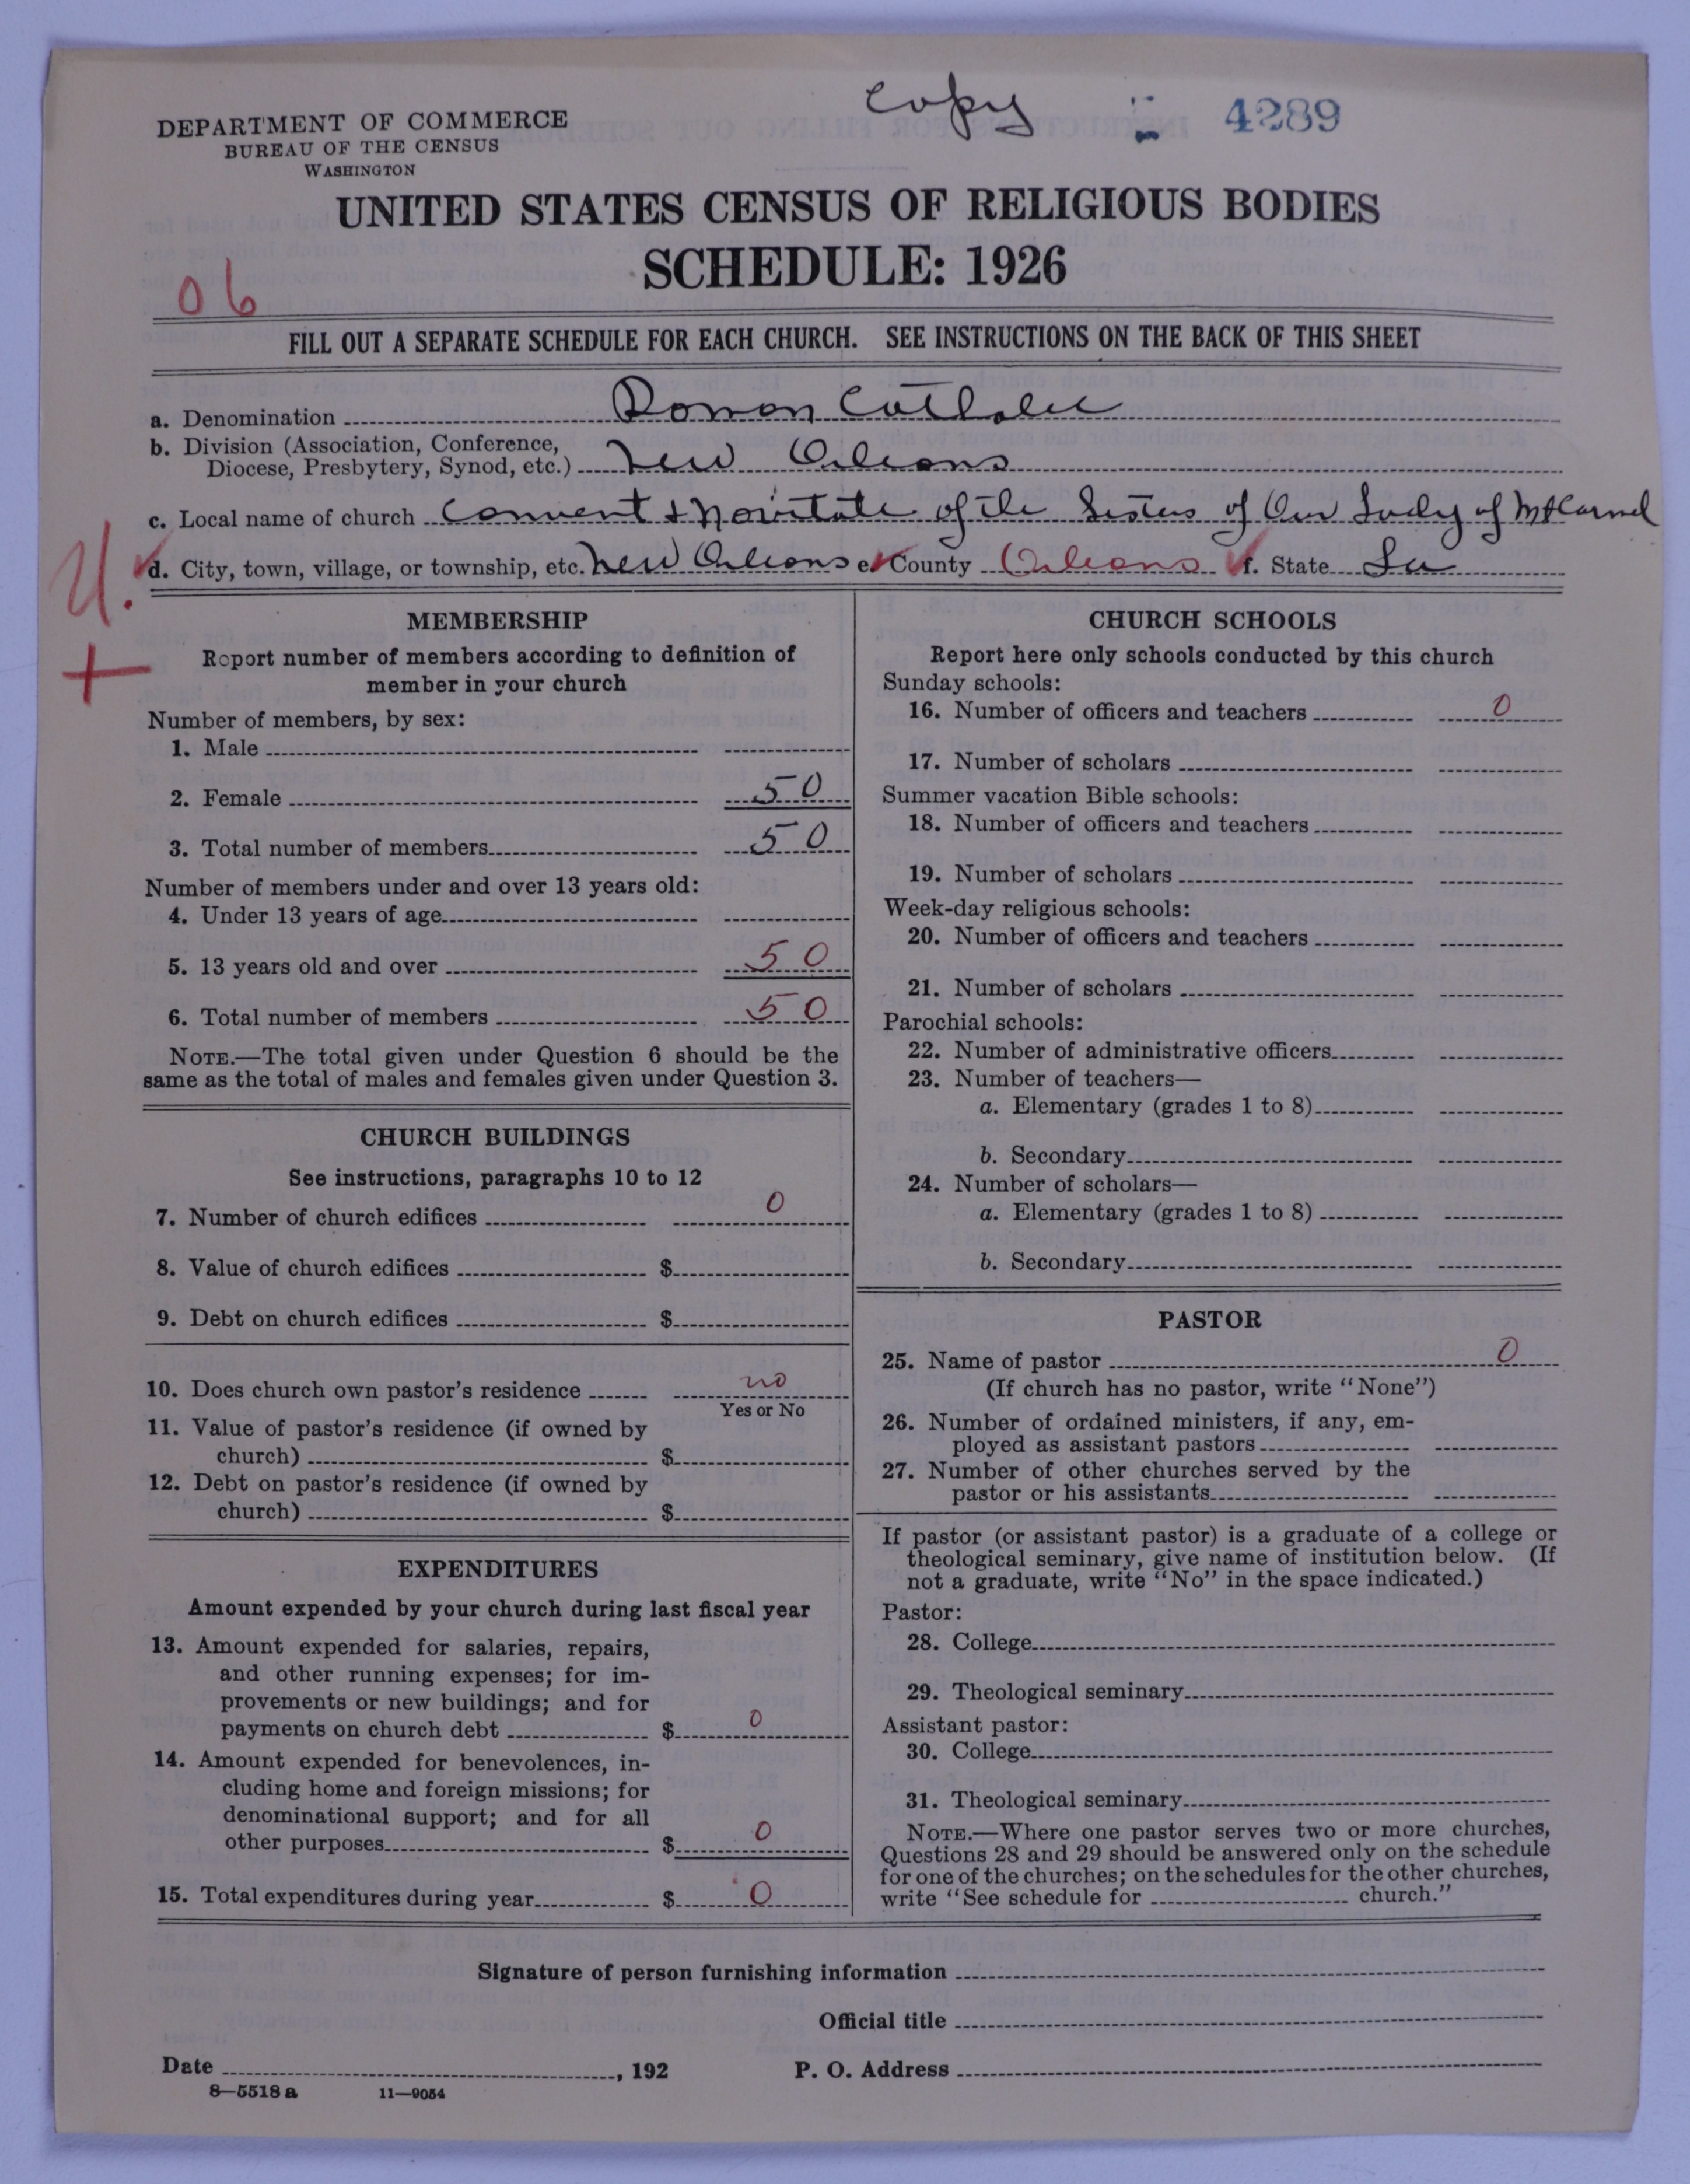 copy
4289
DEPARTMENT OF COMMERCE
BUREAU OF THE CENSUS
WASHINGTON
UNITED STATES CENSUS OF RELIGIOUS BODIES
SCHEDULE: 1926
06
FILL OUT A SEPARATE SCHEDULE FOR EACH CHURCH. SEE INSTRUCTIONS ON THE BACK OF THIS SHEET
a. Denomination Roman Catholic
b. Division (Association, Conference,
Diocese, Presbytery, Synod, etc.) New Orleans
c. Local name of church Convent & Novitate of the Sisters of Our Lady of Mt Carmel
d. City, town, village, or township, etc. New Orleans e. County Orleans f. State La
U.
+
MEMBERSHIP
Report number of members according to definition of
member in your church
Number of members, by sex:
1. Male
2. Female 50
3. Total number of members 50
Number of members under and over 13 years old:
4. Under 13 years of age
5. 13 years old and over 50
6. Total number of members 50
NOTE.—The total given under Question 6 should be the
same as the total of males and females given under Question 3.
CHURCH BUILDINGS
See instructions, paragraphs 10 to 12
7. Number of church edifices 0
8. Value of church edifices $
9. Debt on church edifices $
10. Does church own pastor's residence no
Yes or No
11. Value of pastor's residence (if owned by
church) $
12. Debt on pastor's residence (if owned by
church) $
EXPENDITURES
Amount expended by your church during last fiscal year
13. Amount expended for salaries, repairs,
and other running expenses; for im-
provements or new buildings; and for
payments on church debt $ 0
14. Amount expended for benevolences, in-
cluding home and foreign missions; for
denominational support; and for all
other purposes $ 0
15. Total expenditures during year $ 0
CHURCH SCHOOLS
Report here only schools conducted by this church
Sunday schools:
16. Number of officers and teachers 0
17. Number of scholars
Summer vacation Bible schools:
18. Number of officers and teachers
19. Number of scholars
Week-day religious schools:
20. Number of officers and teachers
21. Number of scholars
Parochial schools:
22. Number of administrative officers
23. Number of teachers—
a. Elementary (grades 1 to 8)
b. Secondary
24. Number of scholars—
a. Elementary (grades 1 to 8)
b. Secondary
PASTOR
25. Name of pastor 0
(If church has no pastor, write "None")
26. Number of ordained ministers, if any, em-
ployed as assistant pastors
27. Number of other churches served by the
pastor or his assistants
If pastor (or assistant pastor) is a graduate of a college or
theological seminary, give name of institution below. (If
not a graduate, write "No" in the space indicated.)
Pastor:
28. College
29. Theological seminary
Assistant pastor:
30. College
31. Theological seminary
NOTE.—Where one pastor serves two or more churches,
Questions 28 and 29 should be answered only on the schedule
for one of the churches; on the schedules for the other churches,
write "See schedule for church."
Signature of person furnishing information
Official title
Date , 192 P. O. Address
8—5518 a 11—9054